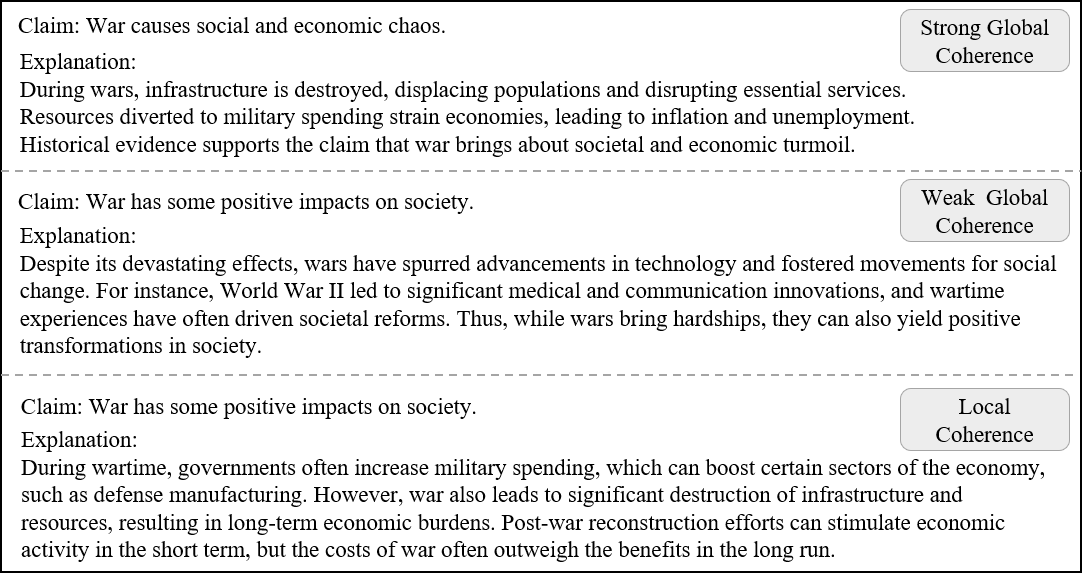 Claim: War causes social and economic chaos.
Strong Global
Coherence
Explanation:
During wars, infrastructure is destroyed, displacing populations and disrupting essential services.
Resources diverted to military spending strain economies, leading to inflation and unemployment.
Historical evidence supports the claim that war brings about societal and economic turmoil.
Claim: War has some positive impacts on society.
Weak Global
Coherence
Explanation:
Despite its devastating effects, wars have spurred advancements in technology and fostered movements for social
change. For instance, World War II led to significant medical and communication innovations, and wartime
experiences have often driven societal reforms. Thus, while wars bring hardships, they can also yield positive
transformations in society.
Claim: War has some positive impacts on society.
Local
Coherence
Explanation:
During wartime, governments often increase military spending, which can boost certain sectors of the economy,
such as defense manufacturing. However, war also leads to significant destruction of infrastructure and
resources, resulting in long-term economic burdens. Post-war reconstruction efforts can stimulate economic
activity in the short term, but the costs of war often outweigh the benefits in the long run.